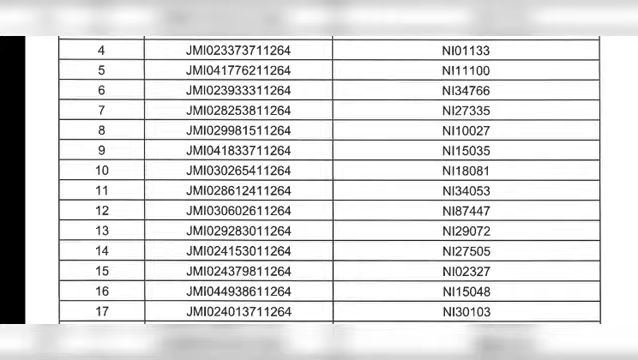 4 JMI023373711264 NI01133
5 JMI041776211264 NI11100
6 JMI023933311264 NI34766
7 JMI028253811264 NI27335
8 JMI029981511264 NI10027
9 JMI041833711264 NI15035
10 JMI030265411264 NI18081
11 JMI028612411264 NI34053
12 JMI030602611264 NI87447
13 JMI029283011264 NI29072
14 JMI024153011264 NI27505
15 JMI024379811264 NI02327
16 JMI044938611264 NI15048
17 JMI024013711264 NI30103